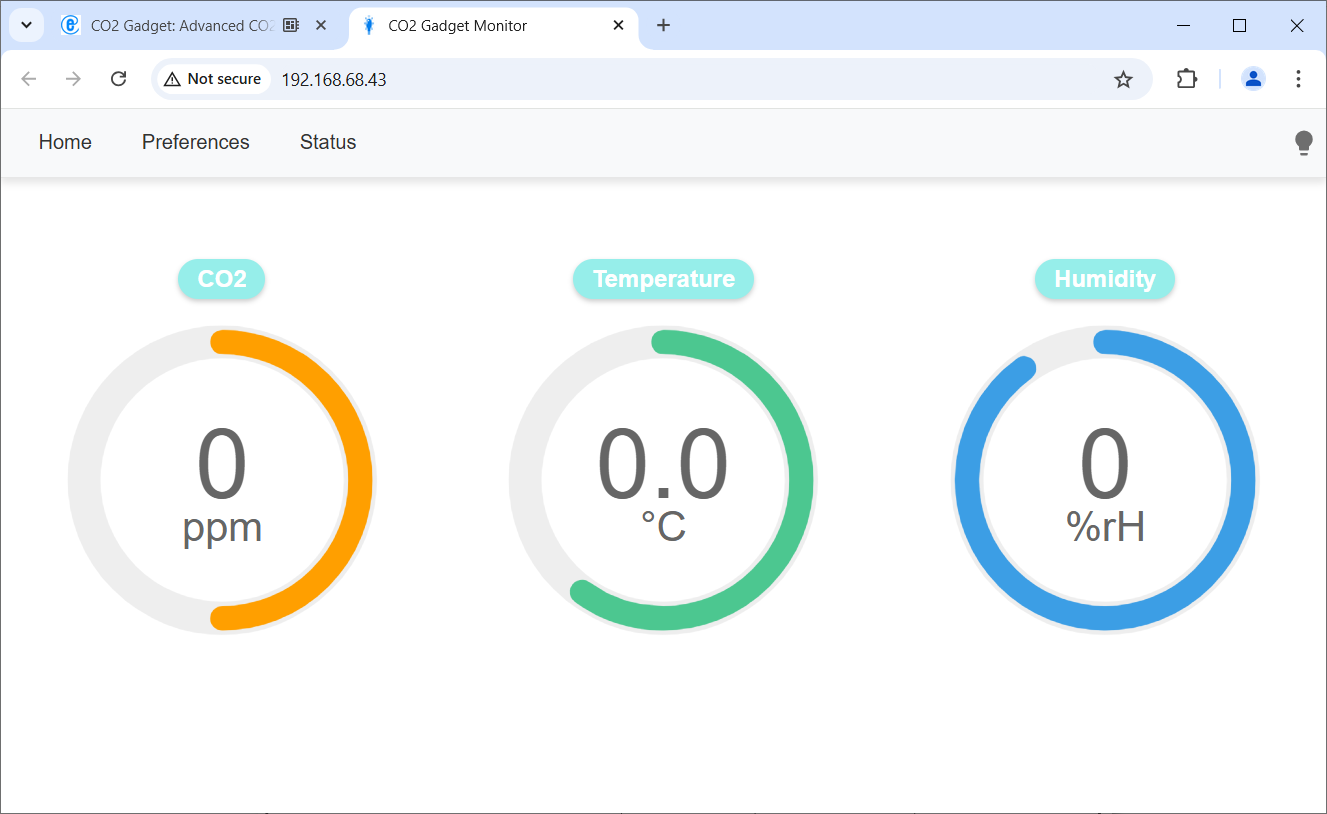 CO2 Gadget: Advanced CO2
CO2 Gadget Monitor
Not secure
192.168.68.43
Home
Preferences
Status
CO2
Temperature
Humidity
0
ppm
0.0
°C
0
%rH